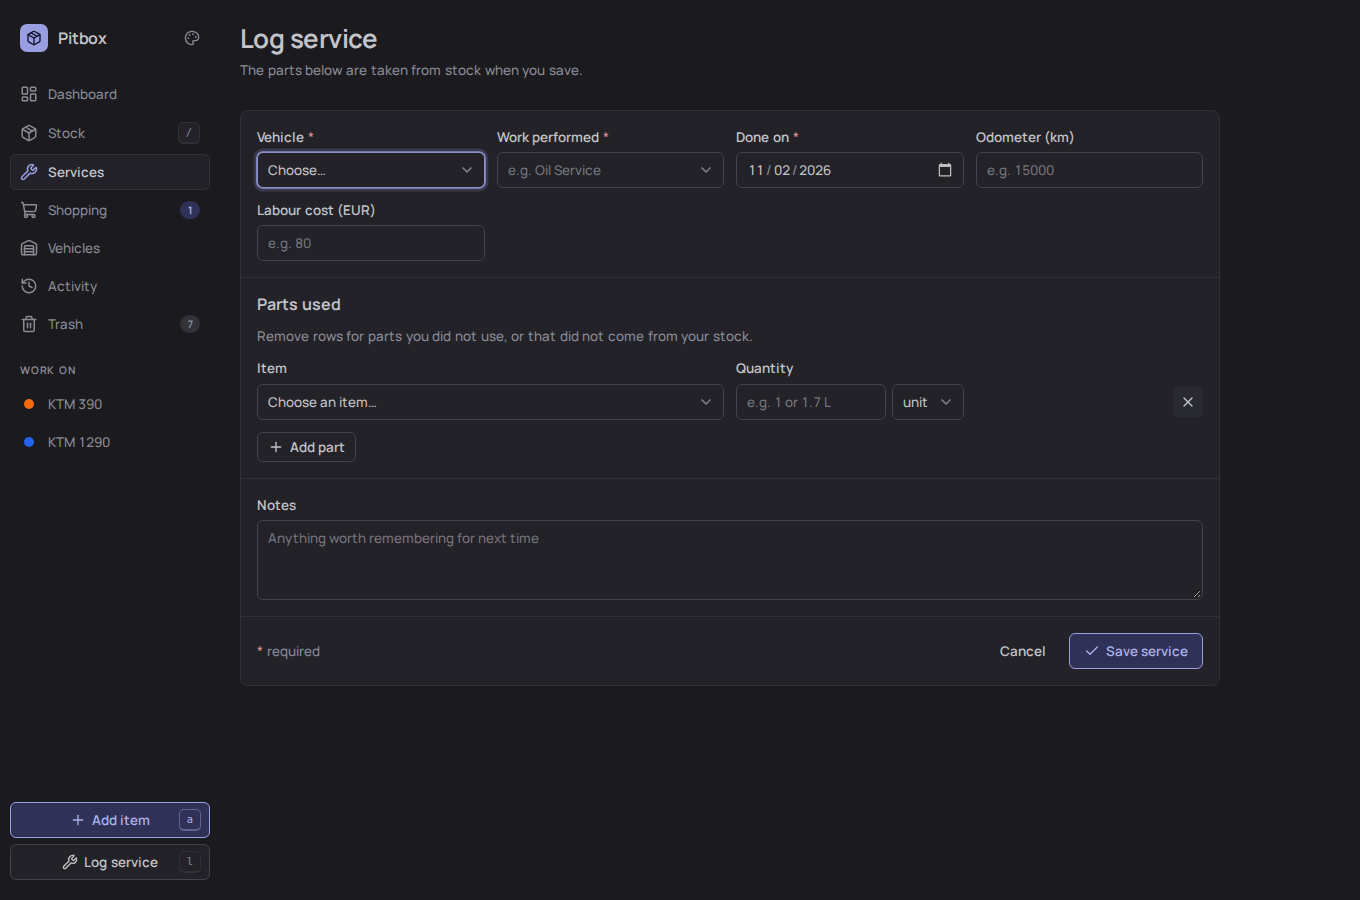 Pitbox
Dashboard
Stock /
Services
Shopping 1
Vehicles
Activity
Trash 7
WORK ON
KTM 390
KTM 1290
Add item a
Log service l
Log service
The parts below are taken from stock when you save.
Vehicle * Work performed * Done on * Odometer (km)
Choose... e.g. Oil Service 11/02/2026 e.g. 15000
Labour cost (EUR)
e.g. 80
Parts used
Remove rows for parts you did not use, or that did not come from your stock.
Item Quantity
Choose an item... e.g. 1 or 1.7 L unit
Add part
Notes
Anything worth remembering for next time
* required Cancel Save service